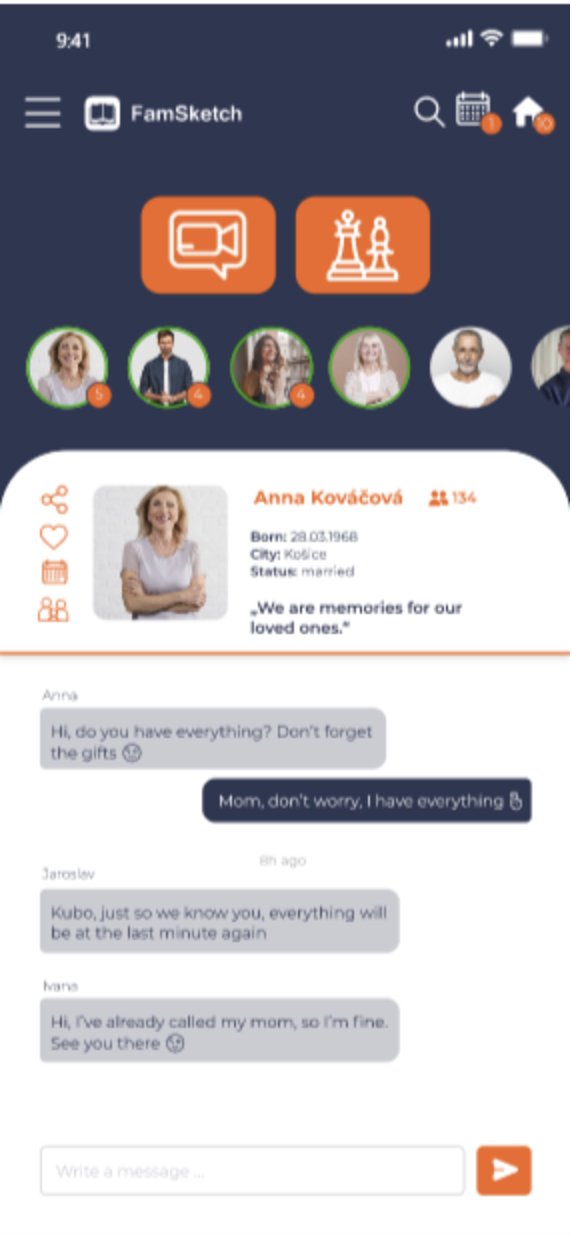 9:41
FamSketch
1
10
5
4
4
Anna Kováčová
134
Born: 28.03.1968
City: Košice
Status: married
„We are memories for our
loved ones.“
Anna
Hi, do you have everything? Don't forget
the gifts 😉
Mom, don't worry, I have everything 👌
8h ago
Jaroslav
Kubo, just so we know you, everything will
be at the last minute again
Ivana
Hi, I've already called my mom, so I'm fine.
See you there 😉
Write a message ...